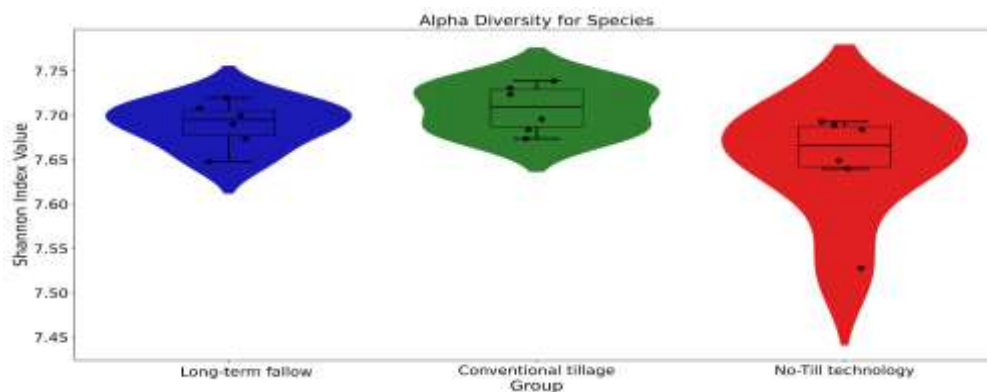 Alpha Diversity for Species
Shannon Index Value
7.75
7.70
7.65
7.60
7.55
7.50
7.45
Long-term fallow Conventional tillage No-Till technology
Group